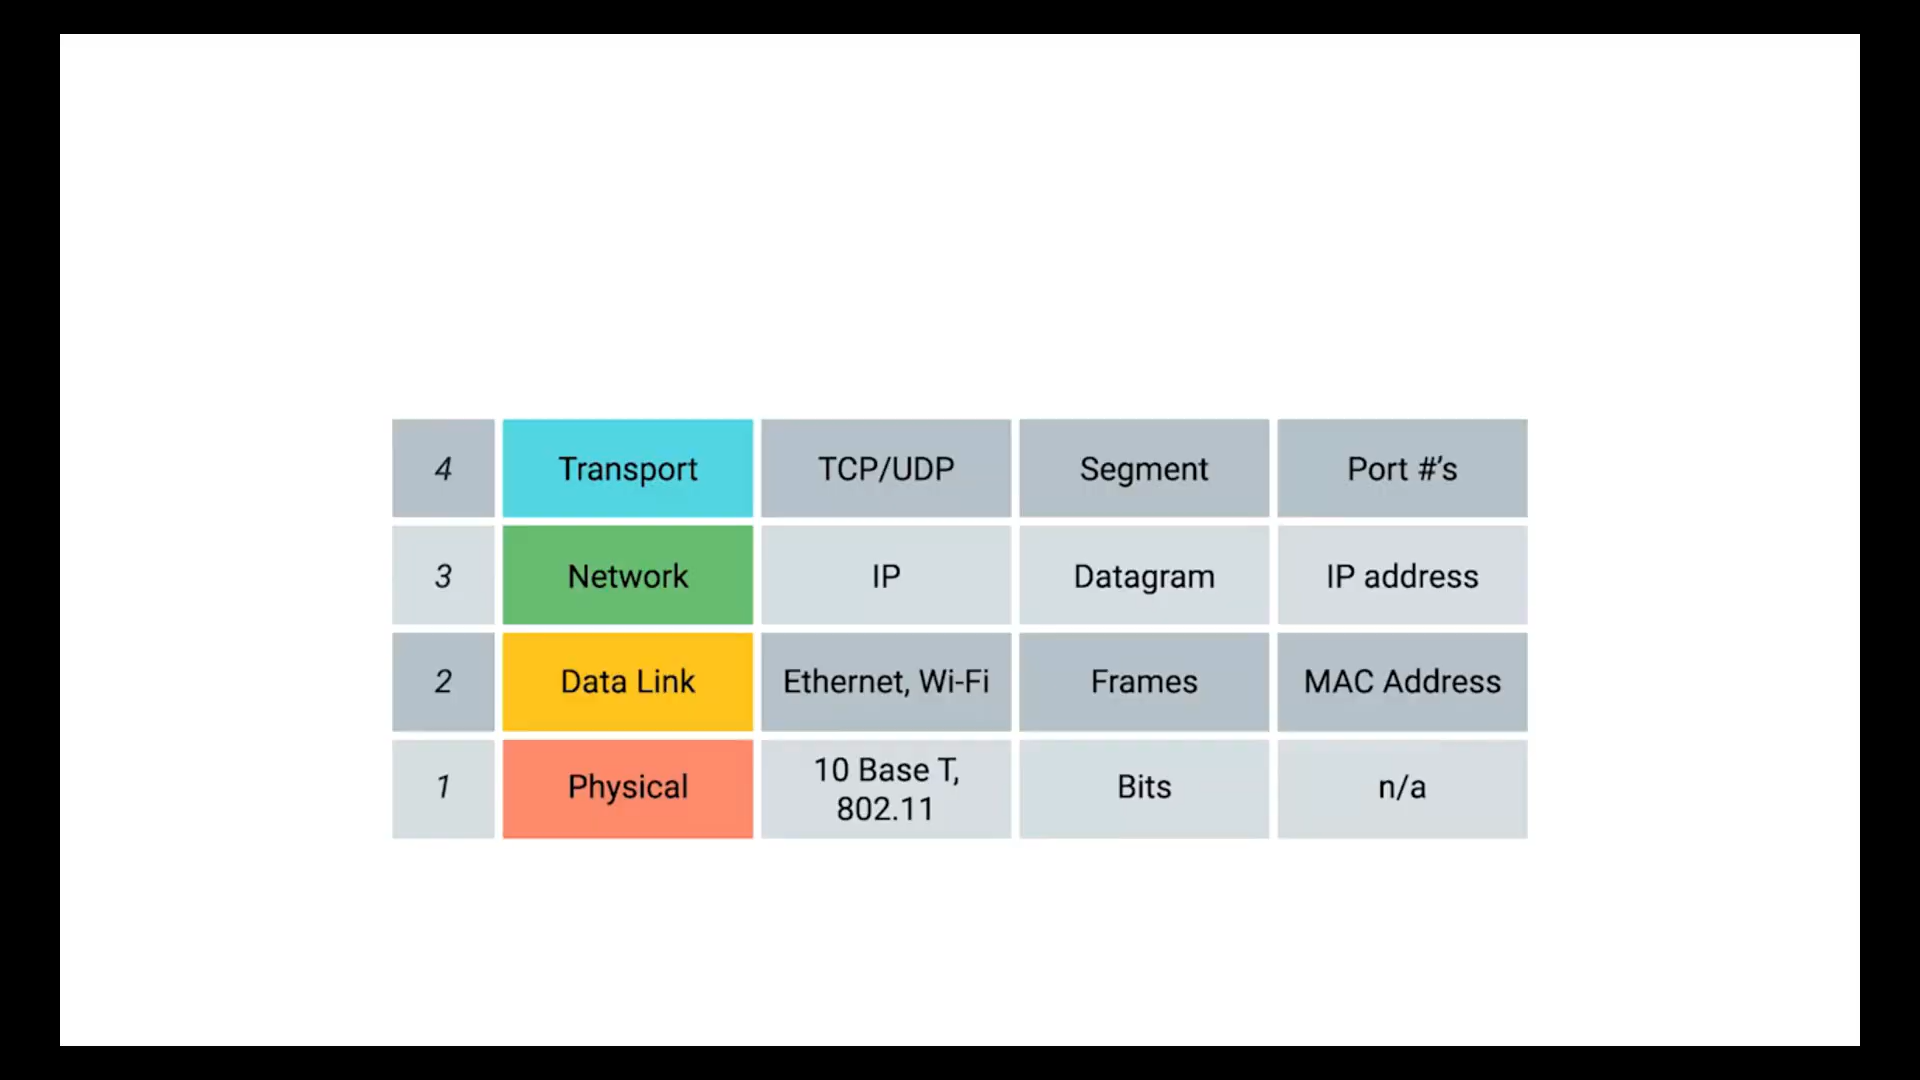 4 Transport TCP/UDP Segment Port #’s
3 Network IP Datagram IP address
2 Data Link Ethernet, Wi-Fi Frames MAC Address
1 Physical 10 Base T,
802.11 Bits n/a